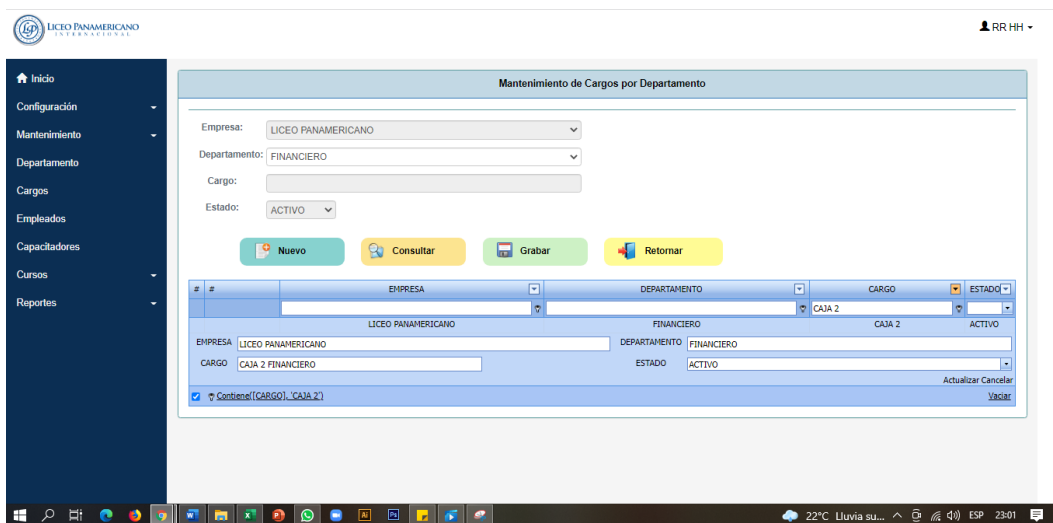 LICEO PANAMERICANO
INTERNACIONAL
RR HH
Inicio
Configuración
Mantenimiento
Departamento
Cargos
Empleados
Capacitadores
Cursos
Reportes
Mantenimiento de Cargos por Departamento
Empresa: LICEO PANAMERICANO
Departamento: FINANCIERO
Cargo:
Estado: ACTIVO
Nuevo Consultar Grabar Retornar
# # EMPRESA DEPARTAMENTO CARGO ESTADO
CAJA 2
LICEO PANAMERICANO FINANCIERO CAJA 2 ACTIVO
EMPRESA LICEO PANAMERICANO DEPARTAMENTO FINANCIERO
CARGO CAJA 2 FINANCIERO ESTADO ACTIVO
Actualizar Cancelar
Contiene([CARGO], 'CAJA 2') Vaciar
22°C Lluvia su... ESP 23:01